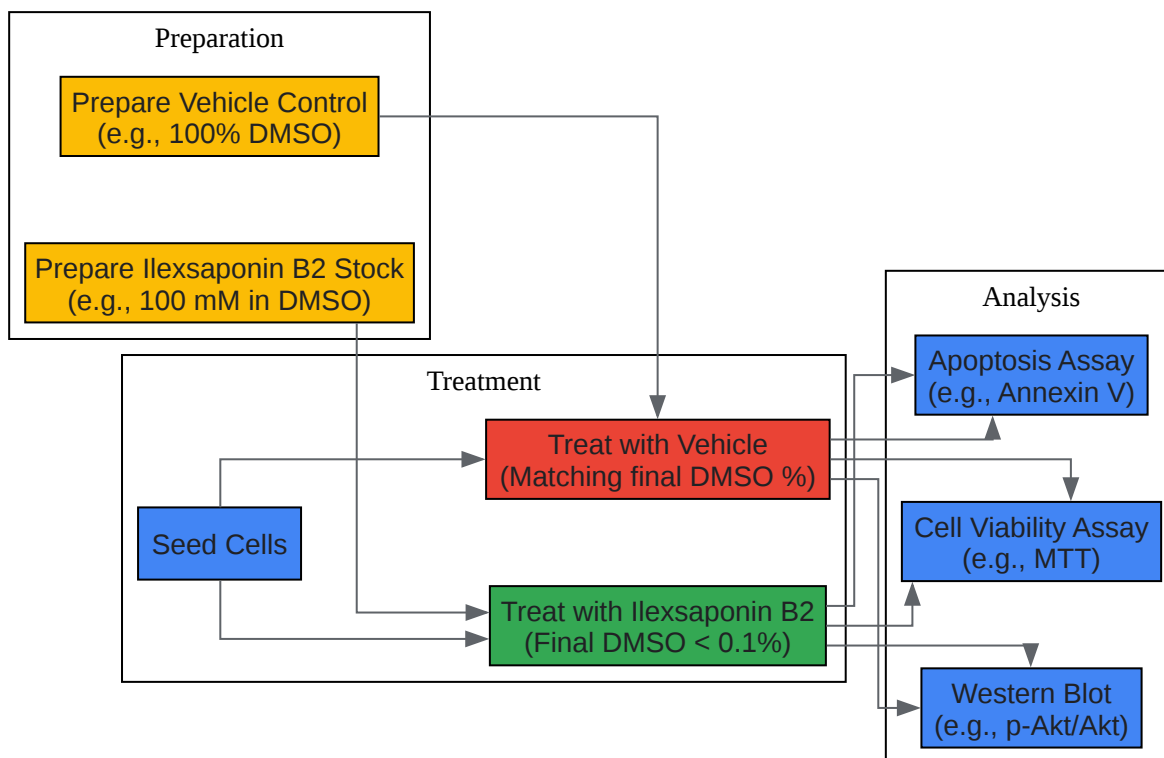 Preparation
Prepare Vehicle Control
(e.g., 100% DMSO)
Prepare Ilexsaponin B2 Stock
(e.g., 100 mM in DMSO)
Treatment
Treat with Vehicle
(Matching final DMSO %)
Seed Cells
Treat with Ilexsaponin B2
(Final DMSO < 0.1%)
Analysis
Apoptosis Assay
(e.g., Annexin V)
Cell Viability Assay
(e.g., MTT)
Western Blot
(e.g., p-Akt/Akt)